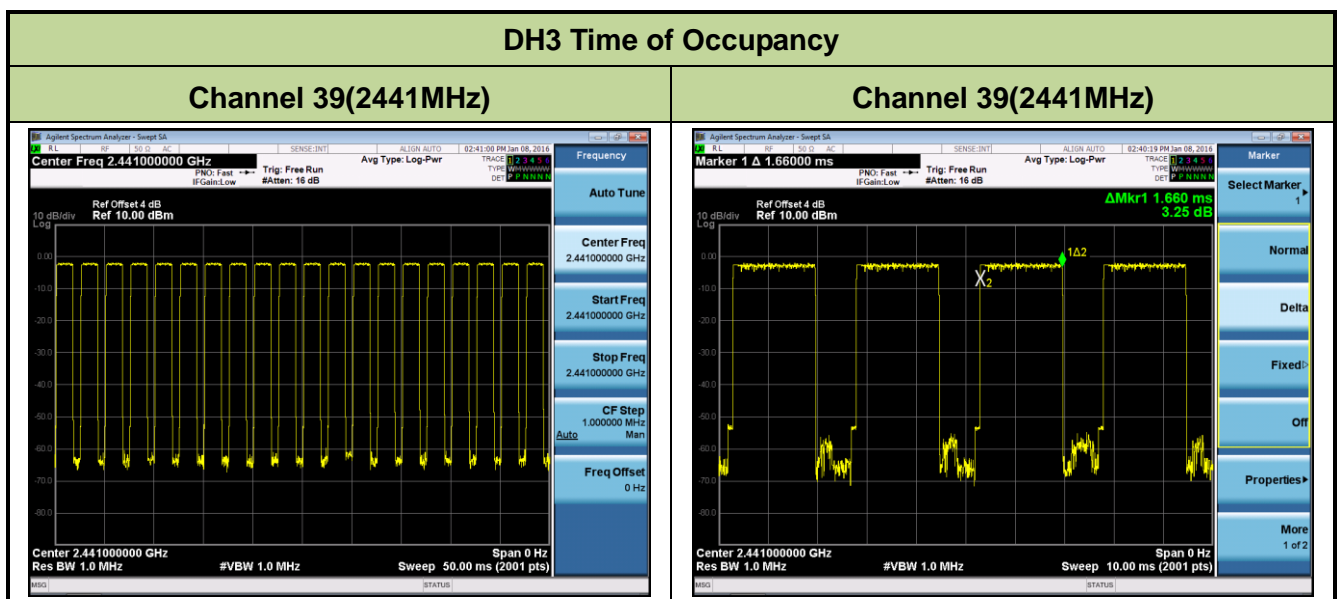 DH3 Time of Occupancy
Channel 39(2441MHz)
Channel 39(2441MHz)
Agilent Spectrum Analyzer - Swept SA
RL RF 50 Ω AC SENSE:INT ALIGN AUTO 02:41:00 PM Jan 08, 2016
Center Freq 2.441000000 GHz
PNO: Fast
IFGain:Low
Trig: Free Run
#Atten: 16 dB
Avg Type: Log-Pwr
TRACE 1 2 3 4 5 6
TYPE
DET P P N N N N
Ref Offset 4 dB
10 dB/div Ref 10.00 dBm
Log
0.00
-10.0
-20.0
-30.0
-40.0
-50.0
-60.0
-70.0
-80.0
Center 2.441000000 GHz Span 0 Hz
Res BW 1.0 MHz #VBW 1.0 MHz Sweep 50.00 ms (2001 pts)
MSG STATUS
Frequency
Auto Tune
Center Freq
2.441000000 GHz
Start Freq
2.441000000 GHz
Stop Freq
2.441000000 GHz
CF Step
1.000000 MHz
Auto Man
Freq Offset
0 Hz
Agilent Spectrum Analyzer - Swept SA
RL RF 50 Ω AC SENSE:INT ALIGN AUTO 02:40:19 PM Jan 08, 2016
Marker 1 Δ 1.66000 ms
PNO: Fast
IFGain:Low
Trig: Free Run
#Atten: 16 dB
Avg Type: Log-Pwr
TRACE 1 2 3 4 5 6
TYPE
DET P P N N N N
ΔMkr1 1.660 ms
3.25 dB
Ref Offset 4 dB
10 dB/div Ref 10.00 dBm
Log
0.00
-10.0
-20.0
-30.0
-40.0
-50.0
-60.0
-70.0
-80.0
1Δ2
X2
Center 2.441000000 GHz Span 0 Hz
Res BW 1.0 MHz #VBW 1.0 MHz Sweep 10.00 ms (2001 pts)
MSG STATUS
Marker
Select Marker
1
Normal
Delta
Fixed
Off
Properties
More
1 of 2